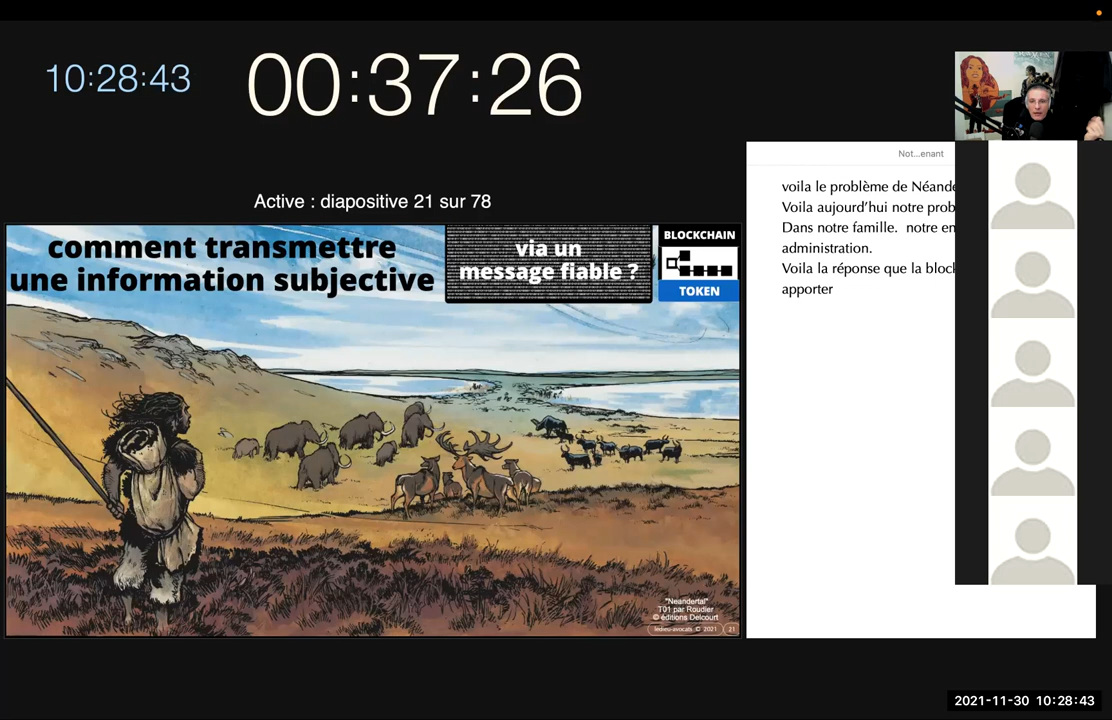 10:28:43
00:37:26
Active : diapositive 21 sur 78
comment transmettre
une information subjective
via un
message fiable ?
BLOCKCHAIN
TOKEN
"Neandertal"
T01 par Roudier
© éditions Delcourt
ledieu-avocats © 2021 21
Not...enant
voila le problème de Néande
Voila aujourd'hui notre prob
Dans notre famille. notre en
administration.
Voila la réponse que la block
apporter
2021-11-30 10:28:43